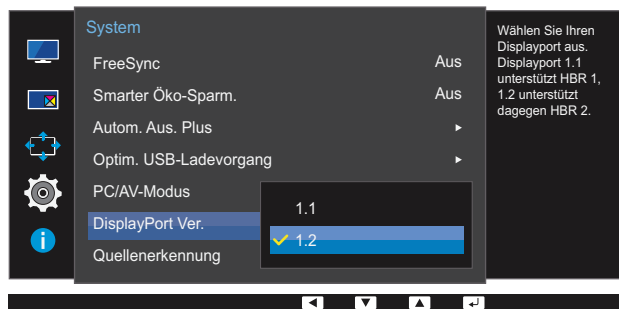 System
FreeSync Aus
Smarter Öko-Sparm. Aus
Autom. Aus. Plus
Optim. USB-Ladevorgang
PC/AV-Modus
DisplayPort Ver.
Quellenerkennung
1.1
1.2
Wählen Sie Ihren
Displayport aus.
Displayport 1.1
unterstützt HBR 1,
1.2 unterstützt
dagegen HBR 2.